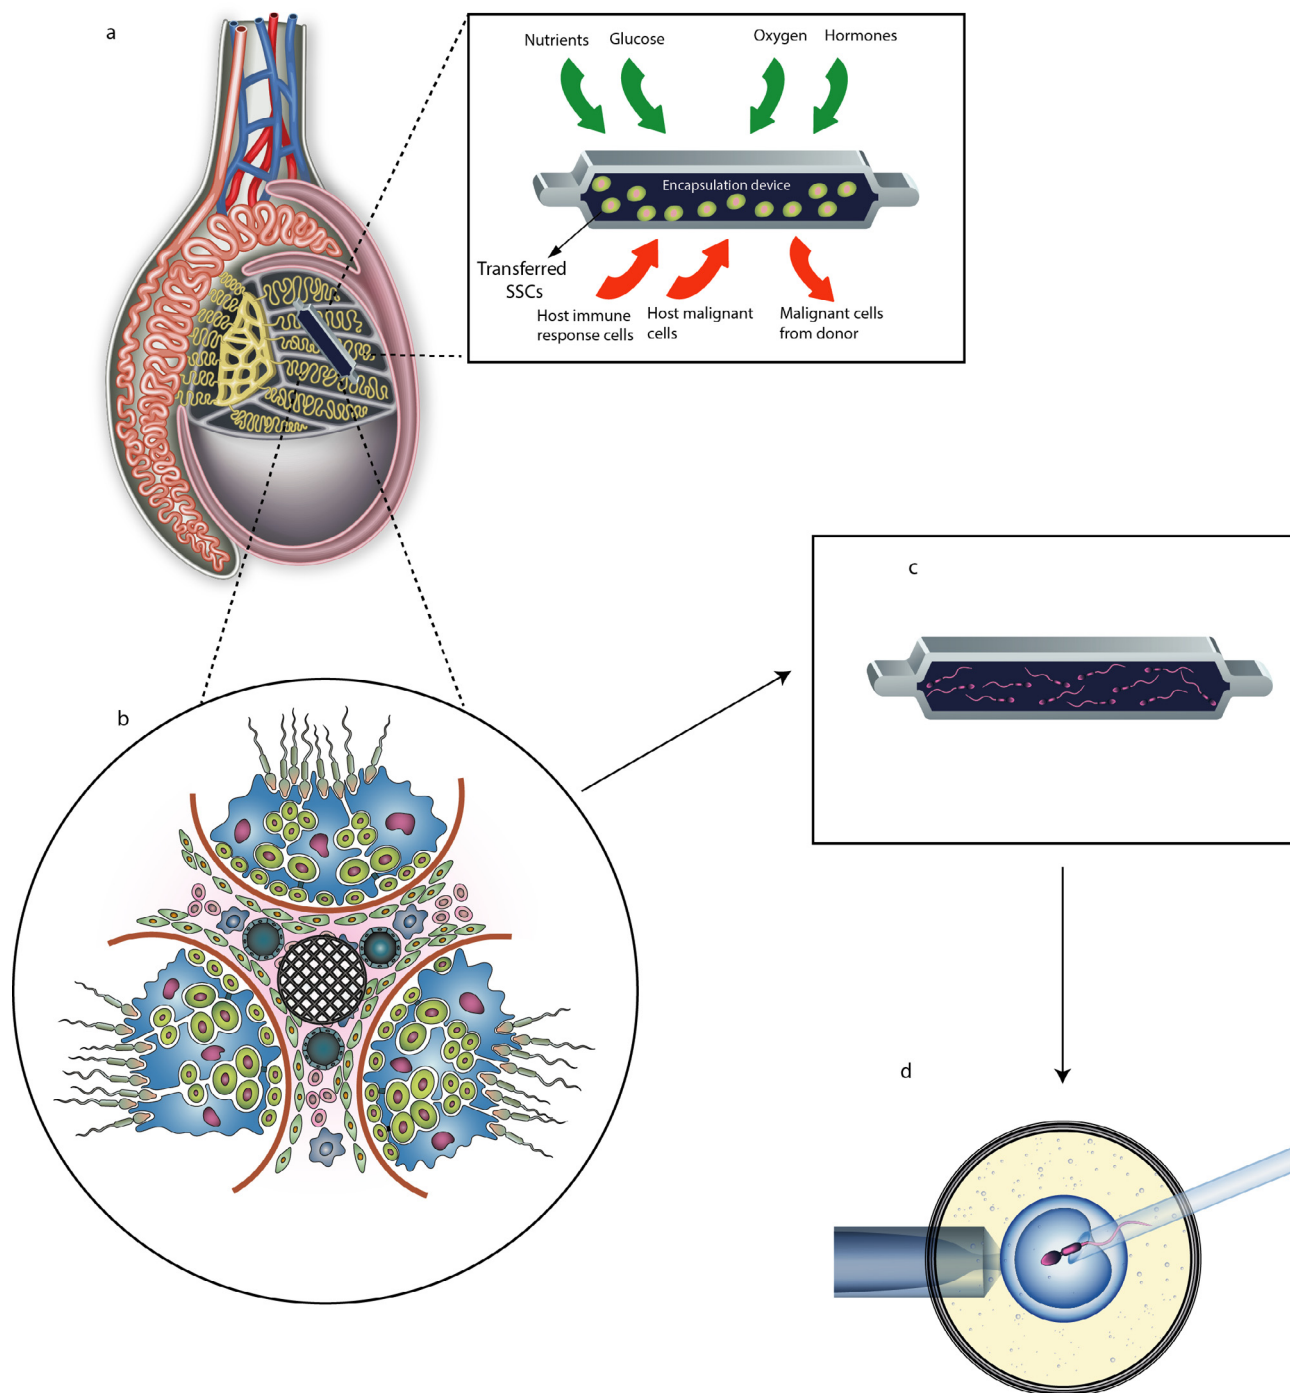 a
Nutrients
Glucose
Oxygen
Hormones
Encapsulation device
Transferred
SSCs
Host immune
response cells
Host malignant
cells
Malignant cells
from donor
c
b
d